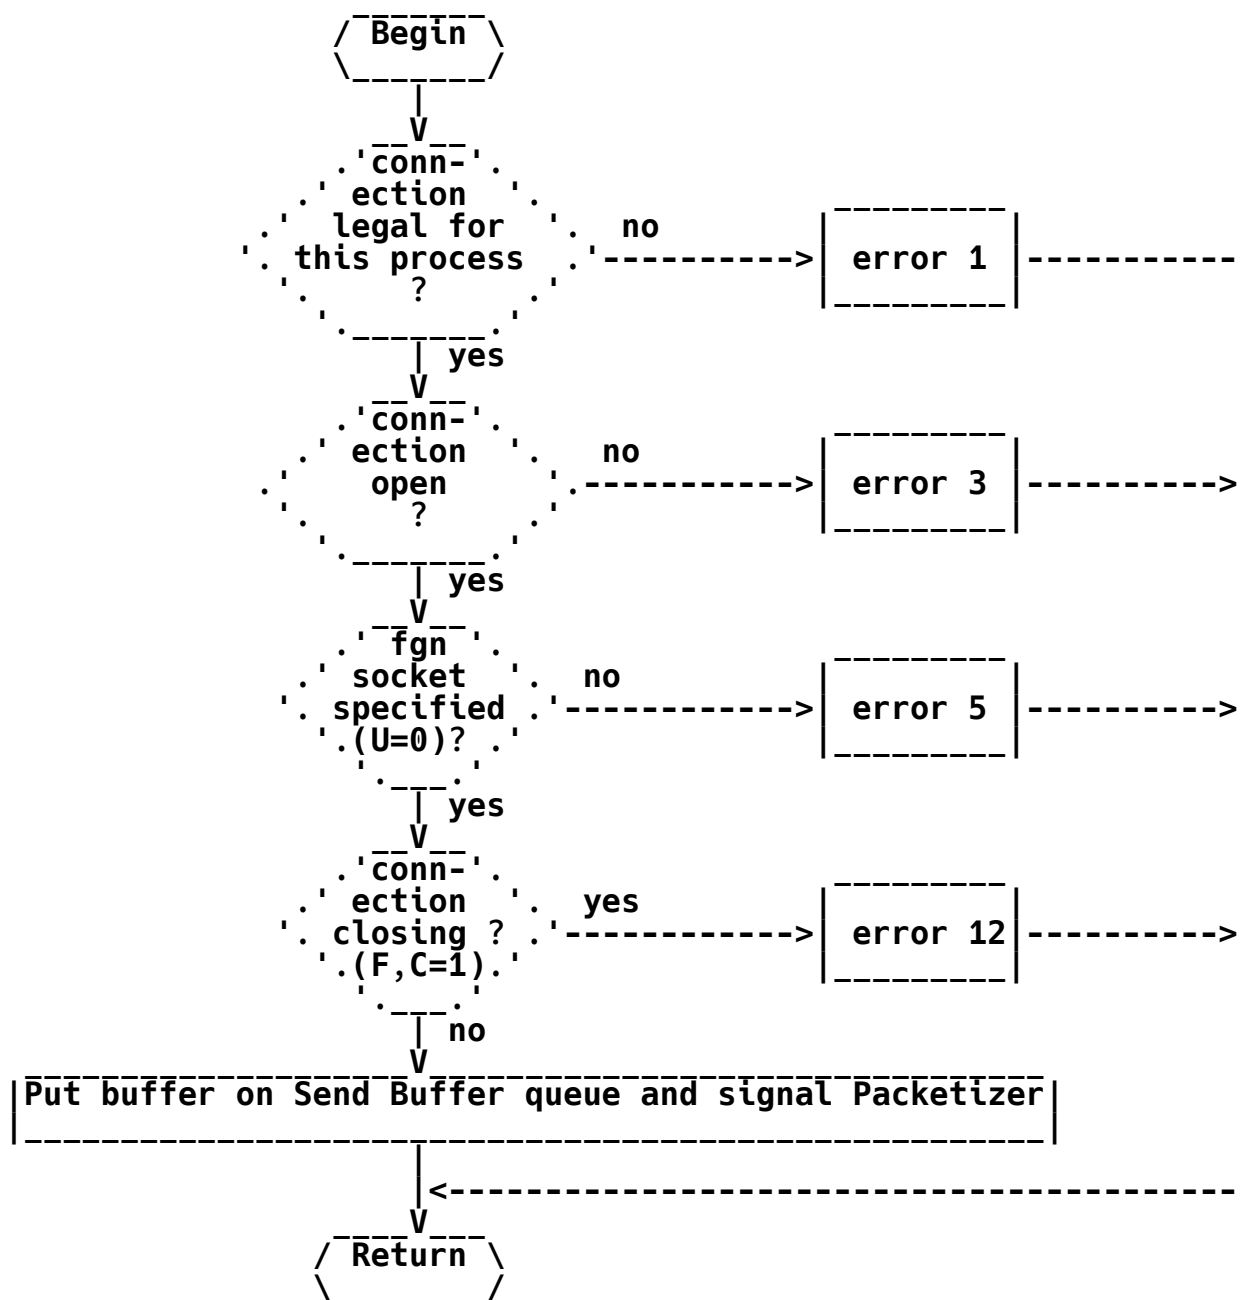 Begin
conn-
ection
legal for no
this process error 1
?
yes
conn-
ection no
open error 3
?
yes
fgn
socket no
specified error 5
(U=0)?
yes
conn-
ection yes
closing ? error 12
(F,C=1)
no
Put buffer on Send Buffer queue and signal Packetizer
Return